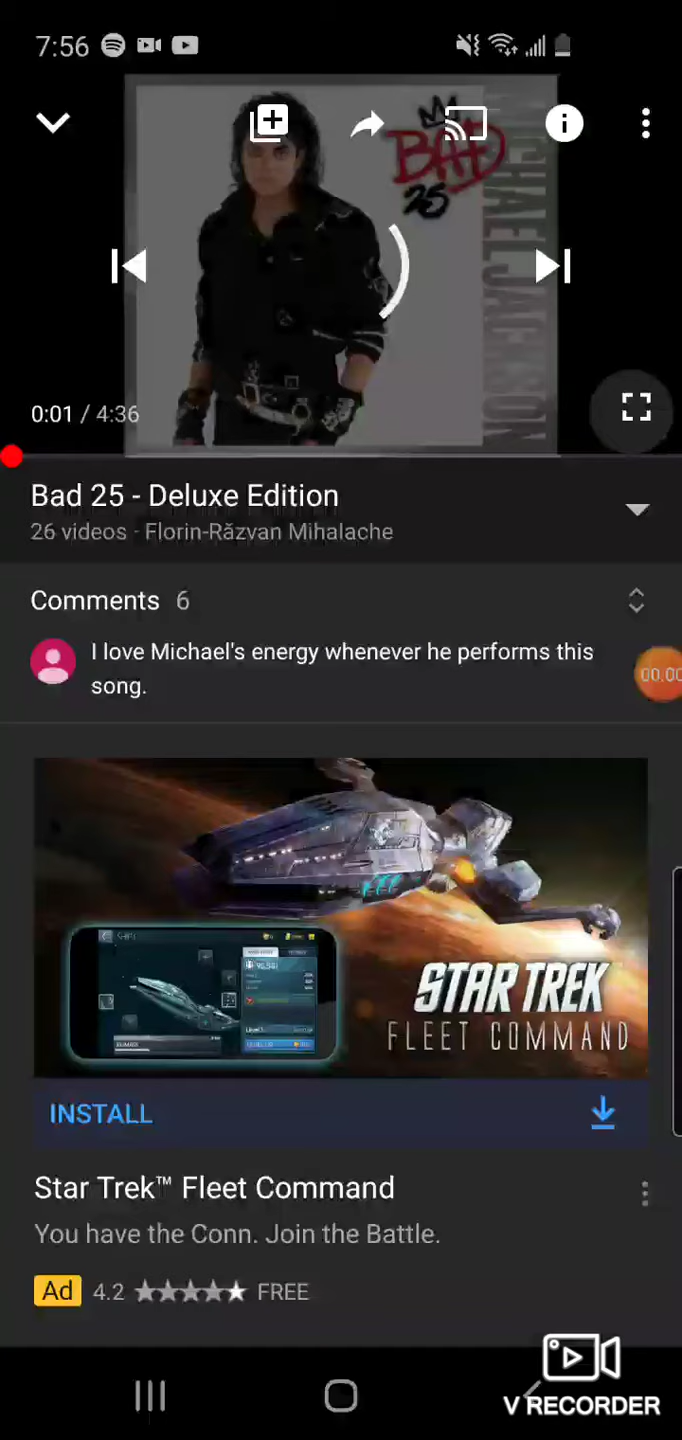 7:56
BAD
25
MICHAEL JACKSON
0:01 / 4:36
Bad 25 - Deluxe Edition
26 videos · Florin-Răzvan Mihalache
Comments 6
I love Michael's energy whenever he performs this
song.
00:00
STAR TREK
FLEET COMMAND
INSTALL
Star Trek™ Fleet Command
You have the Conn. Join the Battle.
Ad 4.2 FREE
V RECORDER